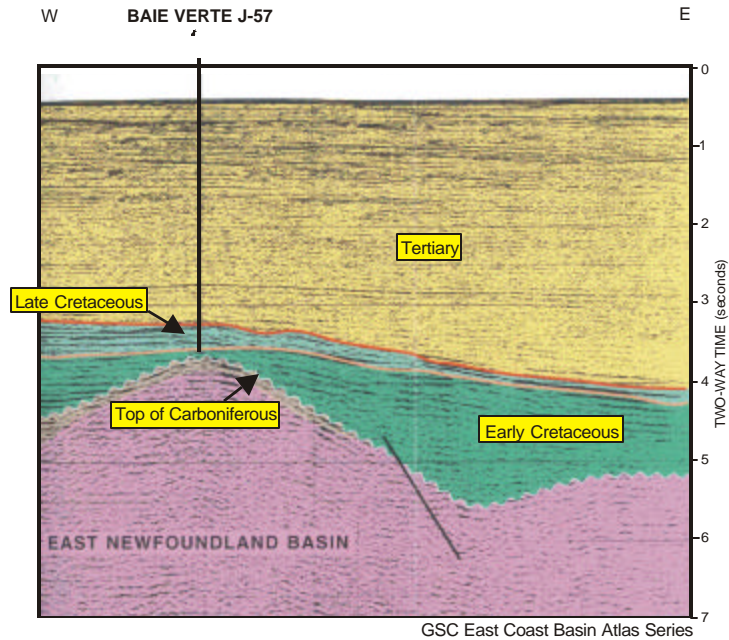 W
BAIE VERTE J-57
E
0
1
2
3
4
5
6
7
TWO-WAY TIME (seconds)
Tertiary
Late Cretaceous
Top of Carboniferous
Early Cretaceous
EAST NEWFOUNDLAND BASIN
GSC East Coast Basin Atlas Series